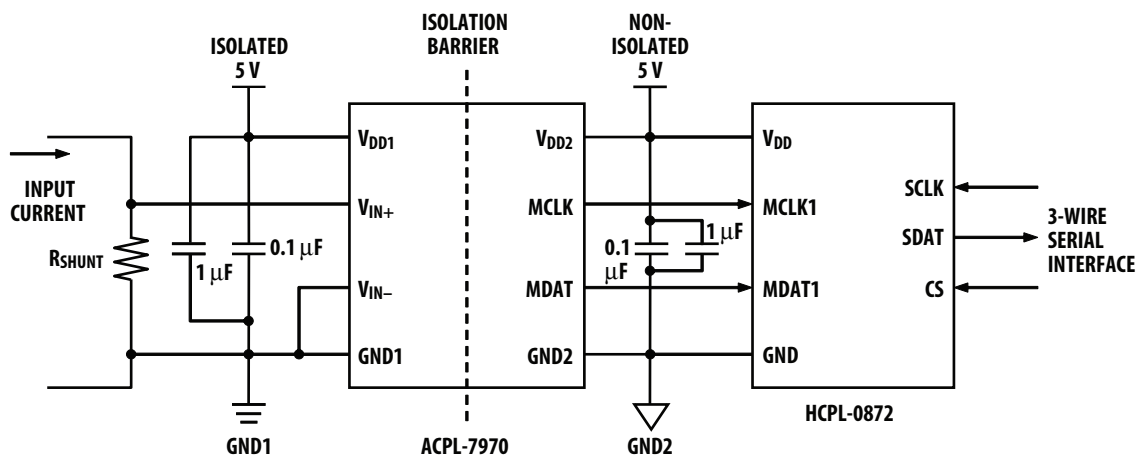 ISOLATED
5 V
ISOLATION
BARRIER
NON-
ISOLATED
5 V
INPUT
CURRENT
RSHUNT
1 μF
0.1 μF
VDD1
VIN+
VIN–
GND1
VDD2
MCLK
MDAT
GND2
0.1
μF
1 μF
VDD
MCLK1
MDAT1
GND
SCLK
SDAT
CS
3-WIRE
SERIAL
INTERFACE
GND1
ACPL-7970
GND2
HCPL-0872